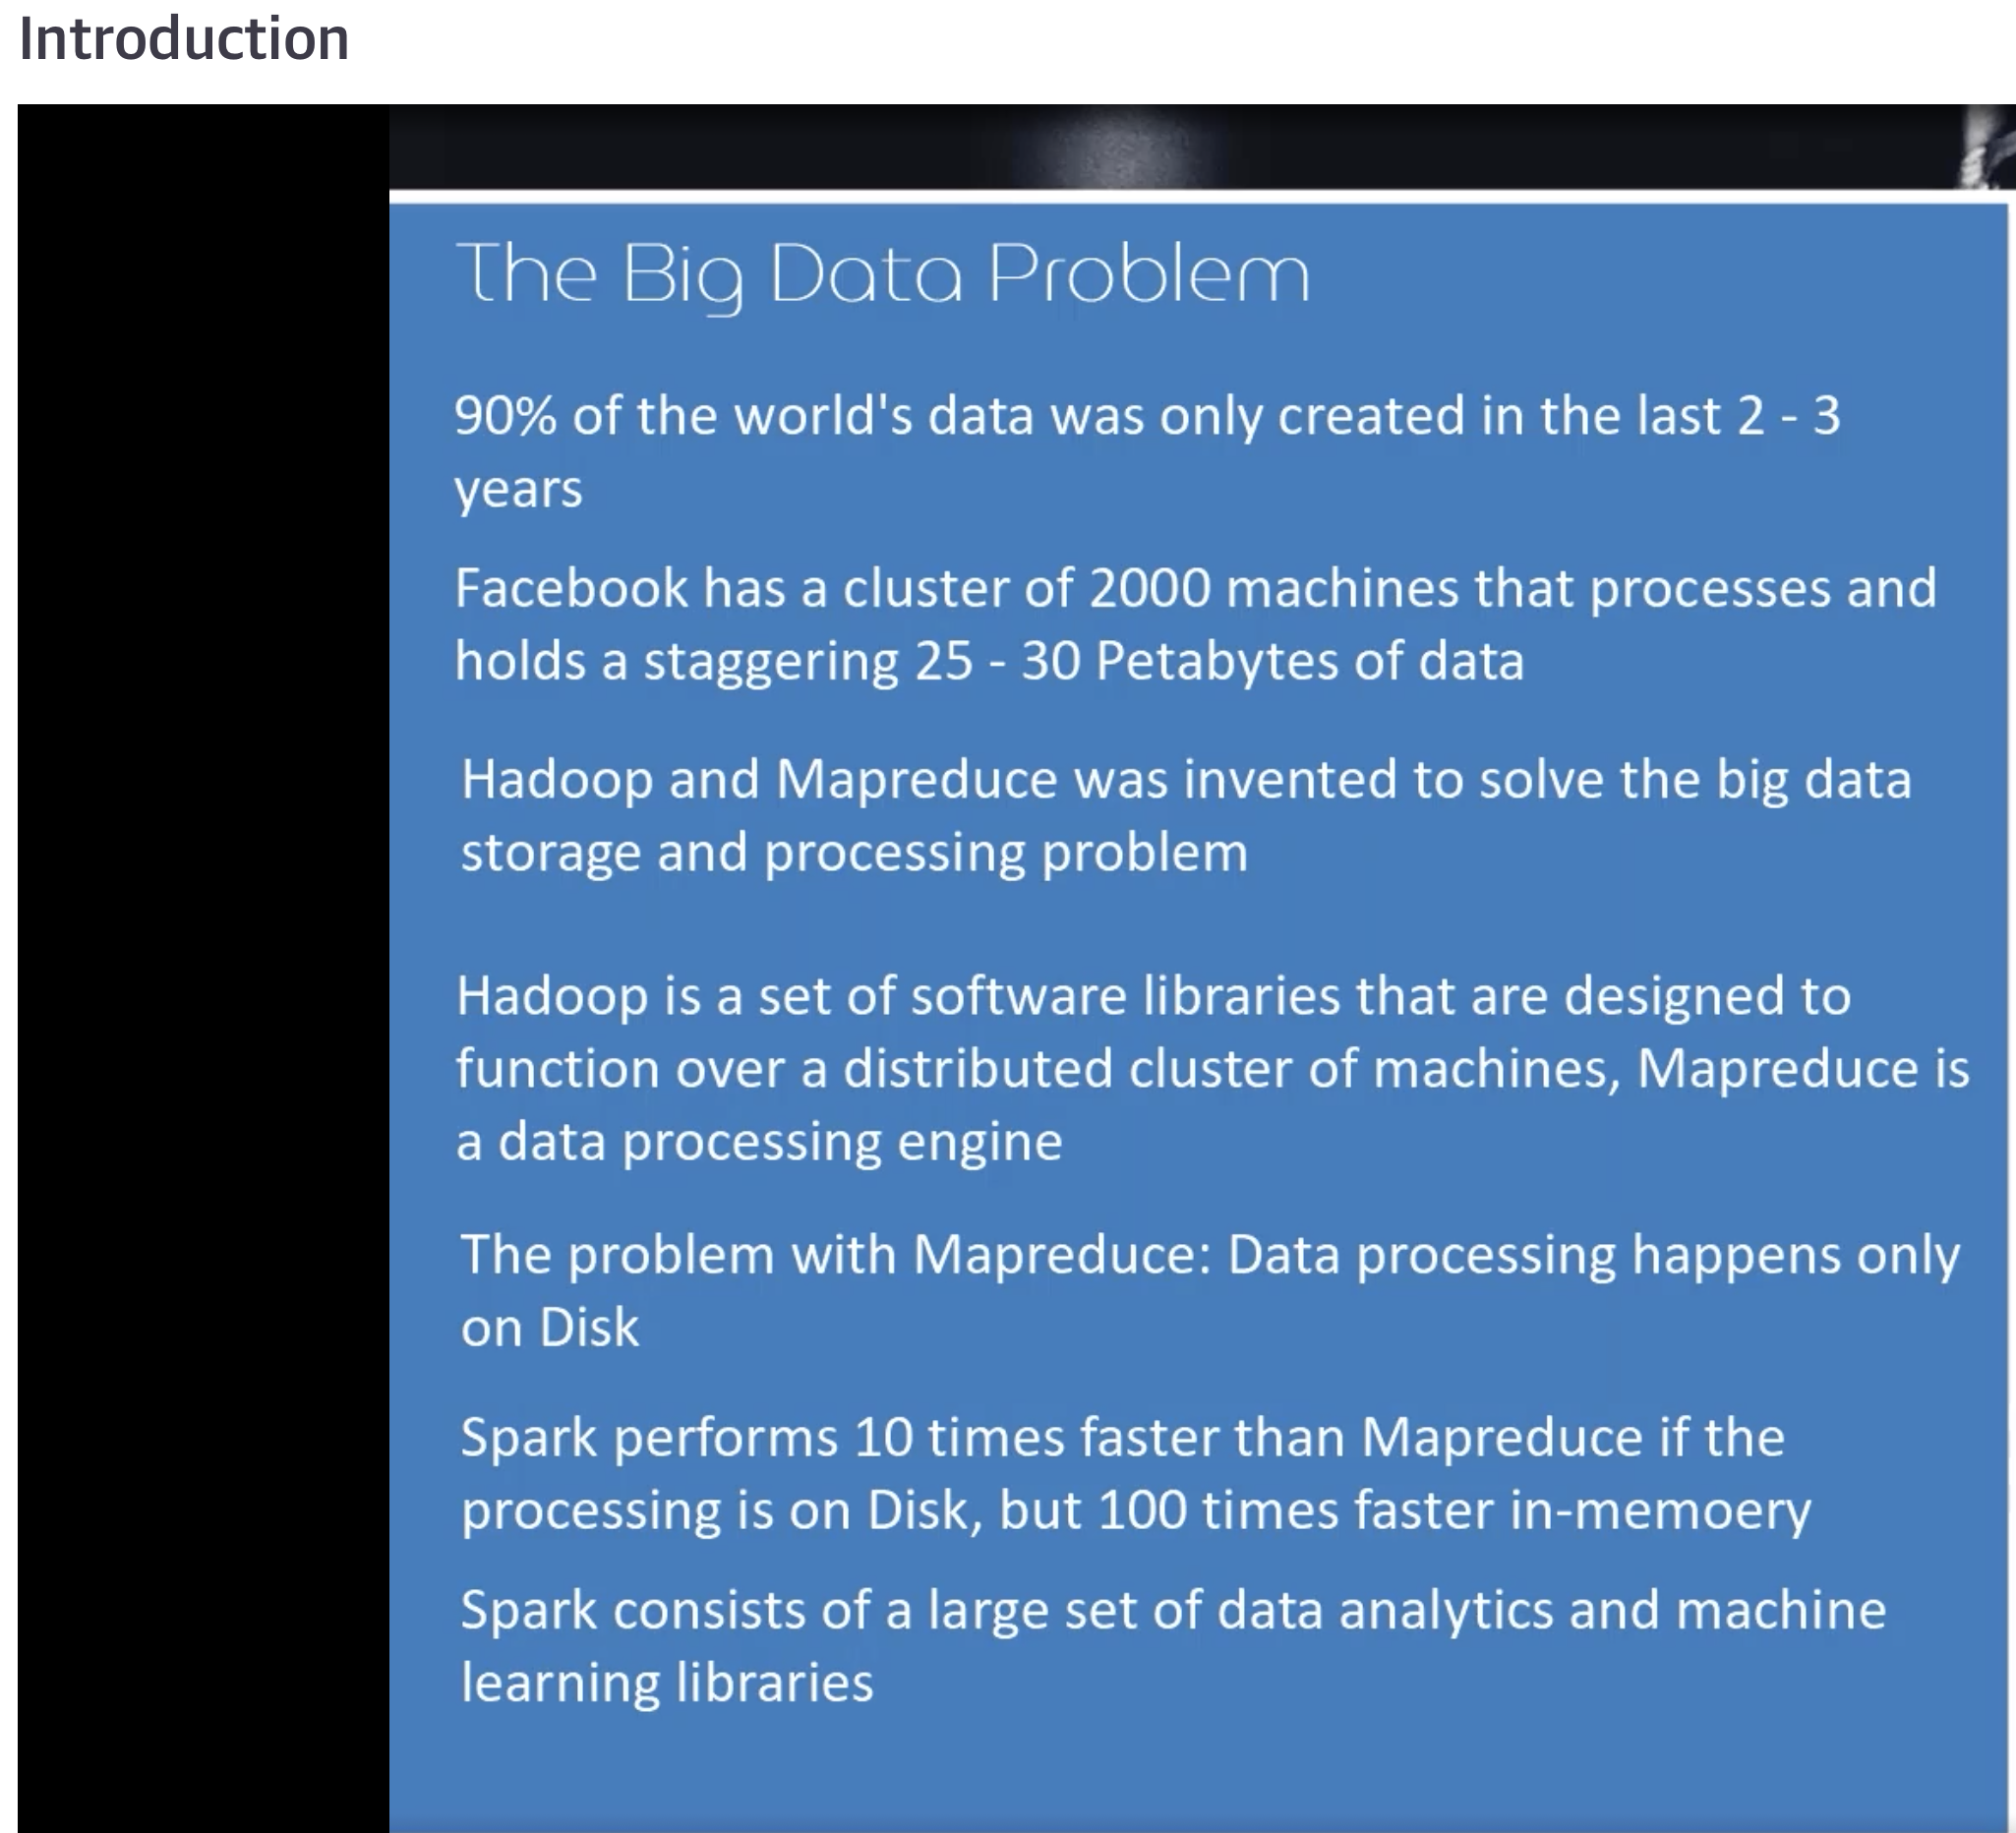 Introduction
The Big Data Problem
90% of the world's data was only created in the last 2 - 3
years
Facebook has a cluster of 2000 machines that processes and
holds a staggering 25 - 30 Petabytes of data
Hadoop and Mapreduce was invented to solve the big data
storage and processing problem
Hadoop is a set of software libraries that are designed to
function over a distributed cluster of machines, Mapreduce is
a data processing engine
The problem with Mapreduce: Data processing happens only
on Disk
Spark performs 10 times faster than Mapreduce if the
processing is on Disk, but 100 times faster in-memoery
Spark consists of a large set of data analytics and machine
learning libraries